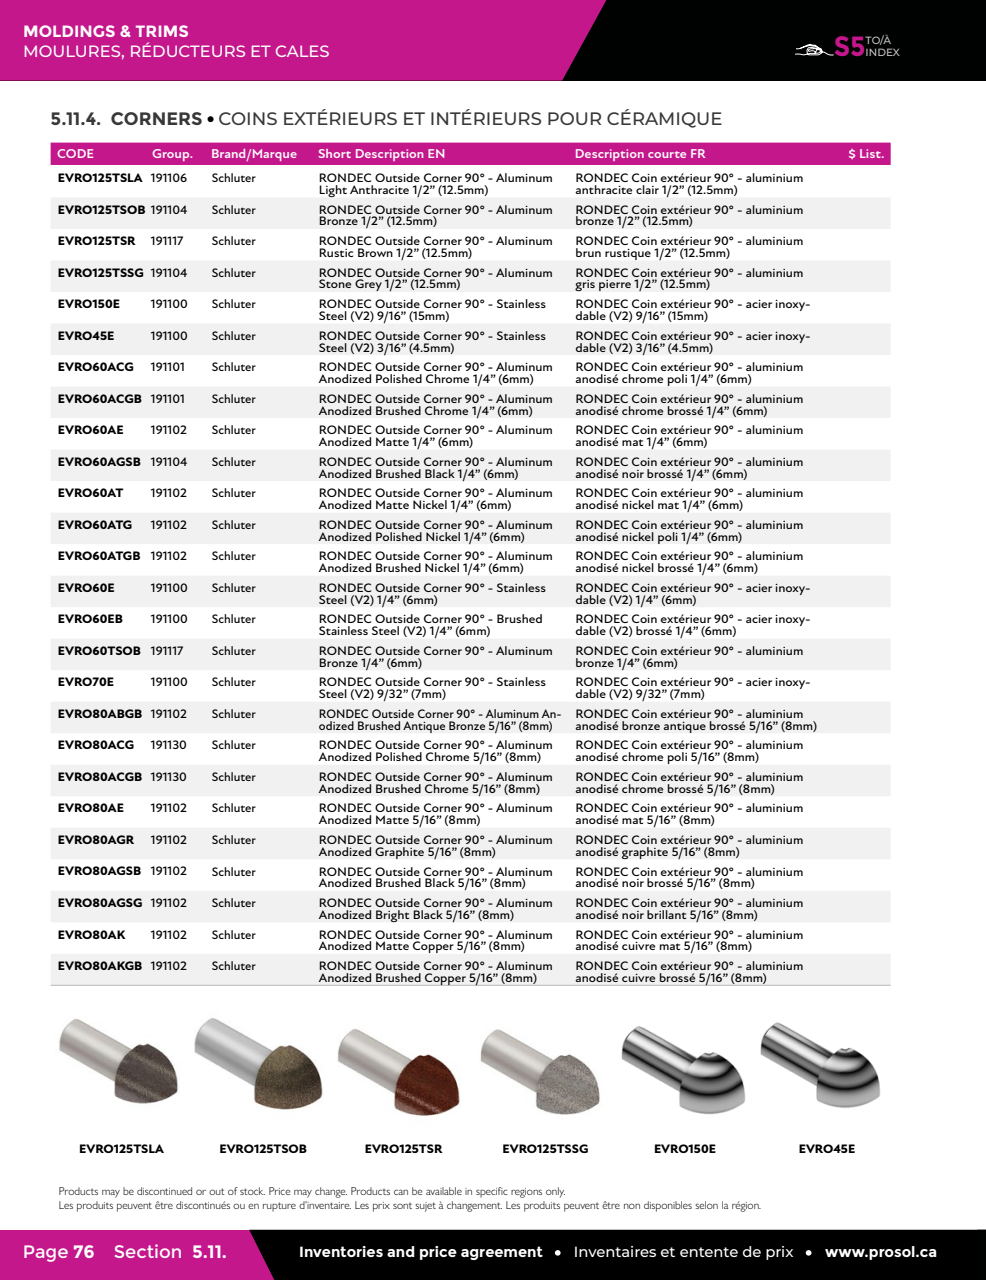 MOLDINGS & TRIMS
MOULURES, RÉDUCTEURS ET CALES
S5 TO/À INDEX
5.11.4. CORNERS • COINS EXTÉRIEURS ET INTÉRIEURS POUR CÉRAMIQUE
CODE Group. Brand/Marque Short Description EN Description courte FR $ List.
EVRO125TSLA 191106 Schluter RONDEC Outside Corner 90° - Aluminum RONDEC Coin extérieur 90° - aluminium
Light Anthracite 1/2” (12.5mm) anthracite clair 1/2” (12.5mm)
EVRO125TSOB 191104 Schluter RONDEC Outside Corner 90° - Aluminum RONDEC Coin extérieur 90° - aluminium
Bronze 1/2” (12.5mm) bronze 1/2” (12.5mm)
EVRO125TSR 191117 Schluter RONDEC Outside Corner 90° - Aluminum RONDEC Coin extérieur 90° - aluminium
Rustic Brown 1/2” (12.5mm) brun rustique 1/2” (12.5mm)
EVRO125TSSG 191104 Schluter RONDEC Outside Corner 90° - Aluminum RONDEC Coin extérieur 90° - aluminium
Stone Grey 1/2” (12.5mm) gris pierre 1/2” (12.5mm)
EVRO150E 191100 Schluter RONDEC Outside Corner 90° - Stainless RONDEC Coin extérieur 90° - acier inoxy-
Steel (V2) 9/16” (15mm) dable (V2) 9/16” (15mm)
EVRO45E 191100 Schluter RONDEC Outside Corner 90° - Stainless RONDEC Coin extérieur 90° - acier inoxy-
Steel (V2) 3/16” (4.5mm) dable (V2) 3/16” (4.5mm)
EVRO60ACG 191101 Schluter RONDEC Outside Corner 90° - Aluminum RONDEC Coin extérieur 90° - aluminium
Anodized Polished Chrome 1/4” (6mm) anodisé chrome poli 1/4” (6mm)
EVRO60ACGB 191101 Schluter RONDEC Outside Corner 90° - Aluminum RONDEC Coin extérieur 90° - aluminium
Anodized Brushed Chrome 1/4” (6mm) anodisé chrome brossé 1/4” (6mm)
EVRO60AE 191102 Schluter RONDEC Outside Corner 90° - Aluminum RONDEC Coin extérieur 90° - aluminium
Anodized Matte 1/4” (6mm) anodisé mat 1/4” (6mm)
EVRO60AGSB 191104 Schluter RONDEC Outside Corner 90° - Aluminum RONDEC Coin extérieur 90° - aluminium
Anodized Brushed Black 1/4” (6mm) anodisé noir brossé 1/4” (6mm)
EVRO60AT 191102 Schluter RONDEC Outside Corner 90° - Aluminum RONDEC Coin extérieur 90° - aluminium
Anodized Matte Nickel 1/4” (6mm) anodisé nickel mat 1/4” (6mm)
EVRO60ATG 191102 Schluter RONDEC Outside Corner 90° - Aluminum RONDEC Coin extérieur 90° - aluminium
Anodized Polished Nickel 1/4” (6mm) anodisé nickel poli 1/4” (6mm)
EVRO60ATGB 191102 Schluter RONDEC Outside Corner 90° - Aluminum RONDEC Coin extérieur 90° - aluminium
Anodized Brushed Nickel 1/4” (6mm) anodisé nickel brossé 1/4” (6mm)
EVRO60E 191100 Schluter RONDEC Outside Corner 90° - Stainless RONDEC Coin extérieur 90° - acier inoxy-
Steel (V2) 1/4” (6mm) dable (V2) 1/4” (6mm)
EVRO60EB 191100 Schluter RONDEC Outside Corner 90° - Brushed RONDEC Coin extérieur 90° - acier inoxy-
Stainless Steel (V2) 1/4” (6mm) dable (V2) brossé 1/4” (6mm)
EVRO60TSOB 191117 Schluter RONDEC Outside Corner 90° - Aluminum RONDEC Coin extérieur 90° - aluminium
Bronze 1/4” (6mm) bronze 1/4” (6mm)
EVRO70E 191100 Schluter RONDEC Outside Corner 90° - Stainless RONDEC Coin extérieur 90° - acier inoxy-
Steel (V2) 9/32” (7mm) dable (V2) 9/32” (7mm)
EVRO80ABGB 191102 Schluter RONDEC Outside Corner 90° - Aluminum An- RONDEC Coin extérieur 90° - aluminium
odized Brushed Antique Bronze 5/16” (8mm) anodisé bronze antique brossé 5/16” (8mm)
EVRO80ACG 191130 Schluter RONDEC Outside Corner 90° - Aluminum RONDEC Coin extérieur 90° - aluminium
Anodized Polished Chrome 5/16” (8mm) anodisé chrome poli 5/16” (8mm)
EVRO80ACGB 191130 Schluter RONDEC Outside Corner 90° - Aluminum RONDEC Coin extérieur 90° - aluminium
Anodized Brushed Chrome 5/16” (8mm) anodisé chrome brossé 5/16” (8mm)
EVRO80AE 191102 Schluter RONDEC Outside Corner 90° - Aluminum RONDEC Coin extérieur 90° - aluminium
Anodized Matte 5/16” (8mm) anodisé mat 5/16” (8mm)
EVRO80AGR 191102 Schluter RONDEC Outside Corner 90° - Aluminum RONDEC Coin extérieur 90° - aluminium
Anodized Graphite 5/16” (8mm) anodisé graphite 5/16” (8mm)
EVRO80AGSB 191102 Schluter RONDEC Outside Corner 90° - Aluminum RONDEC Coin extérieur 90° - aluminium
Anodized Brushed Black 5/16” (8mm) anodisé noir brossé 5/16” (8mm)
EVRO80AGSG 191102 Schluter RONDEC Outside Corner 90° - Aluminum RONDEC Coin extérieur 90° - aluminium
Anodized Bright Black 5/16” (8mm) anodisé noir brillant 5/16” (8mm)
EVRO80AK 191102 Schluter RONDEC Outside Corner 90° - Aluminum RONDEC Coin extérieur 90° - aluminium
Anodized Matte Copper 5/16” (8mm) anodisé cuivre mat 5/16” (8mm)
EVRO80AKGB 191102 Schluter RONDEC Outside Corner 90° - Aluminum RONDEC Coin extérieur 90° - aluminium
Anodized Brushed Copper 5/16” (8mm) anodisé cuivre brossé 5/16” (8mm)
EVRO125TSLA EVRO125TSOB EVRO125TSR EVRO125TSSG EVRO150E EVRO45E
Products may be discontinued or out of stock. Price may change. Products can be available in specific regions only.
Les produits peuvent être discontinués ou en rupture d’inventaire. Les prix sont sujet à changement. Les produits peuvent être non disponibles selon la région.
Page 76 Section 5.11. Inventories and price agreement • Inventaires et entente de prix • www.prosol.ca